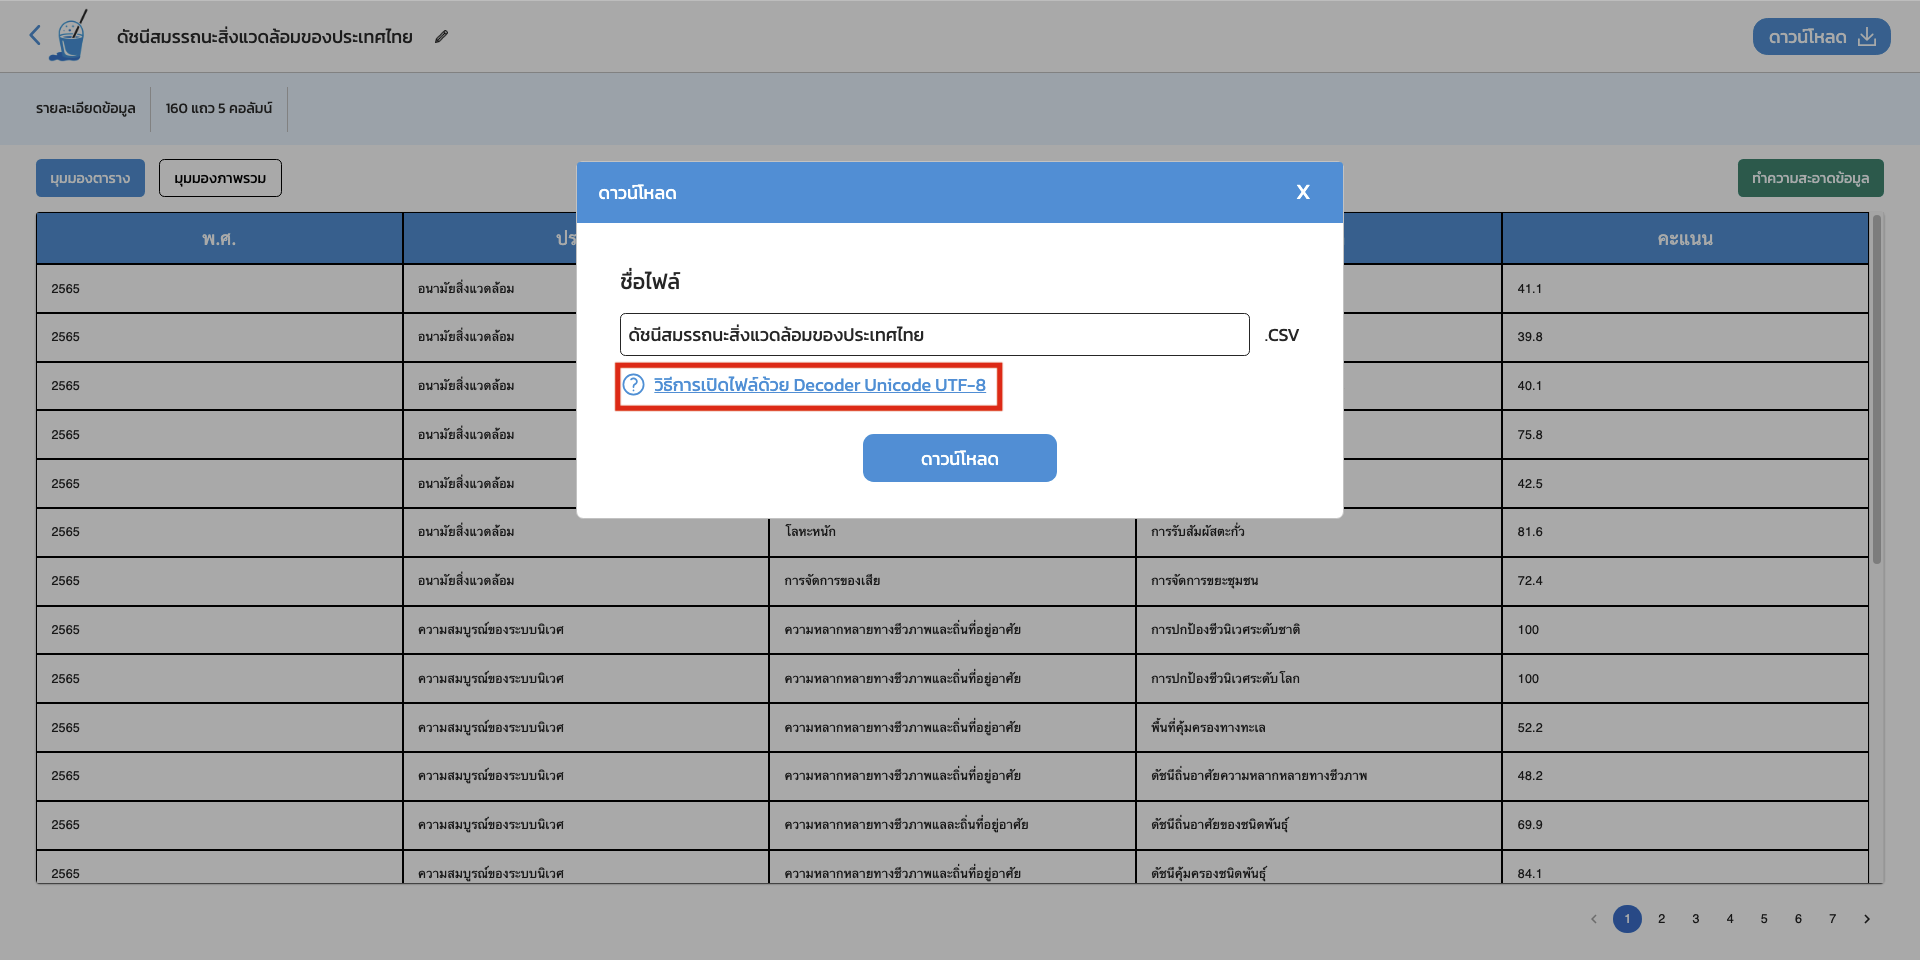 ดัชนีสมรรถนะสิ่งแวดล้อมของประเทศไทย
ดาวน์โหลด
รายละเอียดข้อมูล
160 แถว 5 คอลัมน์
มุมมองตาราง
มุมมองภาพรวม
ทำความสะอาดข้อมูล
ดาวน์โหลด
X
ชื่อไฟล์
ดัชนีสมรรถนะสิ่งแวดล้อมของประเทศไทย
.CSV
วิธีการเปิดไฟล์ด้วย Decoder Unicode UTF-8
ดาวน์โหลด
พ.ศ. คะแนน
2565 อนามัยสิ่งแวดล้อม 41.1
2565 อนามัยสิ่งแวดล้อม 39.8
2565 อนามัยสิ่งแวดล้อม 40.1
2565 อนามัยสิ่งแวดล้อม 75.8
2565 อนามัยสิ่งแวดล้อม 42.5
2565 อนามัยสิ่งแวดล้อม โลหะหนัก การรับสัมผัสตะกั่ว 81.6
2565 อนามัยสิ่งแวดล้อม การจัดการของเสีย การจัดการขยะชุมชน 72.4
2565 ความสมบูรณ์ของระบบนิเวศ ความหลากหลายทางชีวภาพและถิ่นที่อยู่อาศัย การปกป้องชีวนิเวศระดับชาติ 100
2565 ความสมบูรณ์ของระบบนิเวศ ความหลากหลายทางชีวภาพและถิ่นที่อยู่อาศัย การปกป้องชีวนิเวศระดับโลก 100
2565 ความสมบูรณ์ของระบบนิเวศ ความหลากหลายทางชีวภาพและถิ่นที่อยู่อาศัย พื้นที่คุ้มครองทางทะเล 52.2
2565 ความสมบูรณ์ของระบบนิเวศ ความหลากหลายทางชีวภาพและถิ่นที่อยู่อาศัย ดัชนีถิ่นอาศัยความหลากหลายทางชีวภาพ 48.2
2565 ความสมบูรณ์ของระบบนิเวศ ความหลากหลายทางชีวภาพแลละถิ่นที่อยู่อาศัย ดัชนีถิ่นอาศัยของชนิดพันธุ์ 69.9
2565 ความสมบูรณ์ของระบบนิเวศ ความหลากหลายทางชีวภาพและถิ่นที่อยู่อาศัย ดัชนีคุ้มครองชนิดพันธุ์ 84.1
1 2 3 4 5 6 7